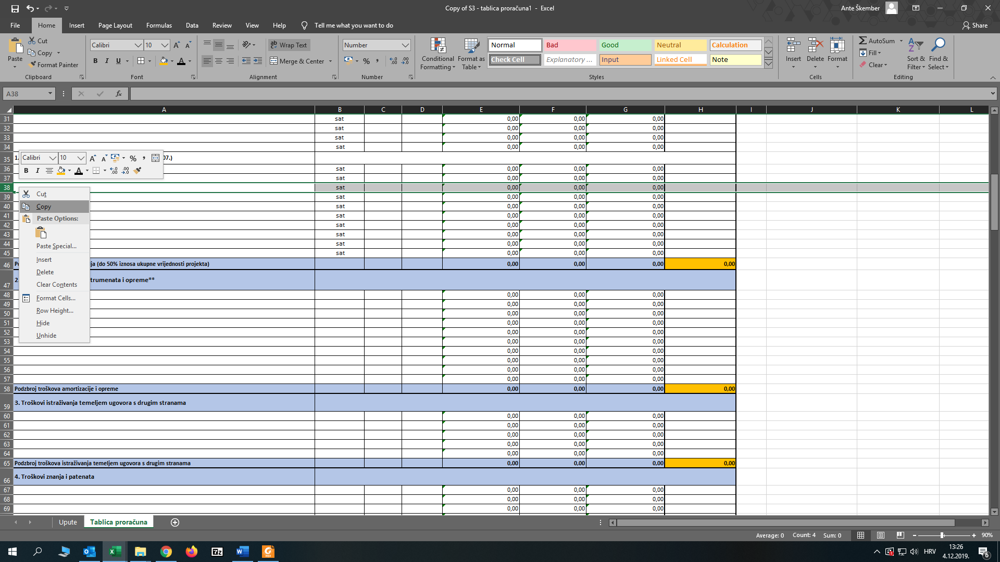 Copy of S3 - tablica proračuna1 - Excel
Ante Škember
File Home Insert Page Layout Formulas Data Review View Help Tell me what you want to do Share
Paste
Cut
Copy
Format Painter
Clipboard
Calibri 10
B I U
Font
Wrap Text
Merge & Center
Alignment
Number
%
Number
Conditional Formatting
Format as Table
Normal Bad Good Neutral Calculation
Check Cell Explanatory ... Input Linked Cell Note
Styles
Insert Delete Format
Cells
AutoSum
Fill
Clear
Sort & Filter
Find & Select
Editing
A38
fx
A B C D E F G H I J K L
31 sat 0,00 0,00 0,00
32 sat 0,00 0,00 0,00
33 sat 0,00 0,00 0,00
34 sat 0,00 0,00 0,00
35 1. 07.)
Calibri 10 A A %
B I A
36 sat 0,00 0,00 0,00
37 sat 0,00 0,00 0,00
38 sat 0,00 0,00 0,00
39 sat 0,00 0,00 0,00
40 sat 0,00 0,00 0,00
41 sat 0,00 0,00 0,00
42 sat 0,00 0,00 0,00
43 sat 0,00 0,00 0,00
44 sat 0,00 0,00 0,00
45 sat 0,00 0,00 0,00
46 ja (do 50% iznosa ukupne vrijednosti projekta) 0,00 0,00 0,00 0,00
47 2 trumenata i opreme**
Cut
Copy
Paste Options:
Paste Special...
Insert
Delete
Clear Contents
Format Cells...
Row Height...
Hide
Unhide
48 0,00 0,00 0,00
49 0,00 0,00 0,00
50 0,00 0,00 0,00
51 0,00 0,00 0,00
52 0,00 0,00 0,00
53 0,00 0,00 0,00
54 0,00 0,00 0,00
55 0,00 0,00 0,00
56 0,00 0,00 0,00
57 0,00 0,00 0,00
58 Podzbroj troškova amortizacije i opreme 0,00 0,00 0,00 0,00
59 3. Troškovi istraživanja temeljem ugovora s drugim stranama
60 0,00 0,00 0,00
61 0,00 0,00 0,00
62 0,00 0,00 0,00
63 0,00 0,00 0,00
64 0,00 0,00 0,00
65 Podzbroj troškova istraživanja temeljem ugovora s drugim stranama 0,00 0,00 0,00 0,00
66 4. Troškovi znanja i patenata
67 0,00 0,00 0,00
68 0,00 0,00 0,00
69 0,00 0,00 0,00
Upute Tablica proračuna
Average: 0 Count: 4 Sum: 0 90%
HRV
13:26
4.12.2019.
6